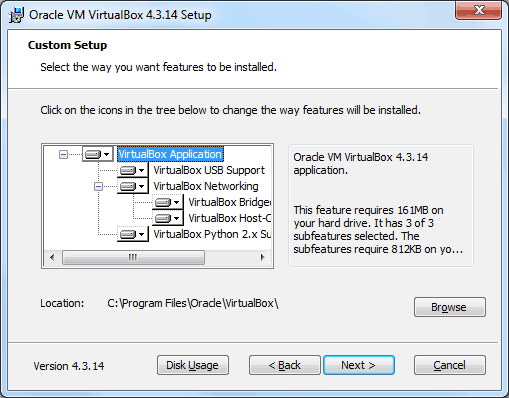 Oracle VM VirtualBox 4.3.14 Setup
Custom Setup
Select the way you want features to be installed.
Click on the icons in the tree below to change the way features will be installed.
VirtualBox Application
VirtualBox USB Support
VirtualBox Networking
VirtualBox Bridged
VirtualBox Host-O
VirtualBox Python 2.x Su
Oracle VM VirtualBox 4.3.14
application.
This feature requires 161MB on
your hard drive. It has 3 of 3
subfeatures selected. The
subfeatures require 812KB on yo...
Location: C:\Program Files\Oracle\VirtualBox\
Browse
Version 4.3.14
Disk Usage
< Back
Next >
Cancel